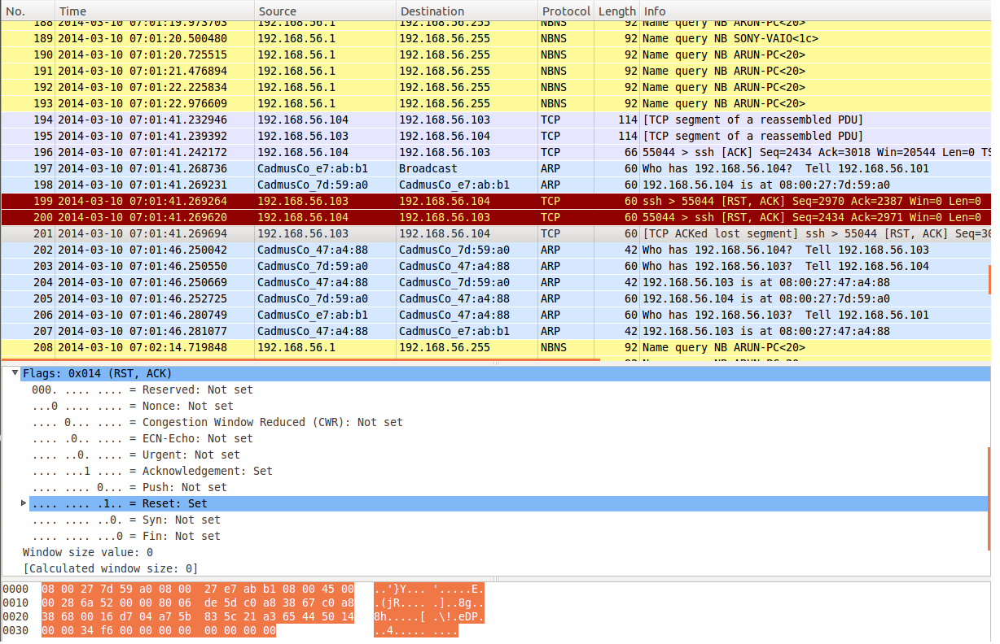 No. Time Source Destination Protocol Length Info
188 2014-03-10 07:01:19.973703 192.168.56.1 192.168.56.255 NBNS 92 Name query NB ARUN-PC<20>
189 2014-03-10 07:01:20.500480 192.168.56.1 192.168.56.255 NBNS 92 Name query NB SONY-VAIO<1c>
190 2014-03-10 07:01:20.725515 192.168.56.1 192.168.56.255 NBNS 92 Name query NB ARUN-PC<20>
191 2014-03-10 07:01:21.476894 192.168.56.1 192.168.56.255 NBNS 92 Name query NB ARUN-PC<20>
192 2014-03-10 07:01:22.225834 192.168.56.1 192.168.56.255 NBNS 92 Name query NB ARUN-PC<20>
193 2014-03-10 07:01:22.976609 192.168.56.1 192.168.56.255 NBNS 92 Name query NB ARUN-PC<20>
194 2014-03-10 07:01:41.232946 192.168.56.104 192.168.56.103 TCP 114 [TCP segment of a reassembled PDU]
195 2014-03-10 07:01:41.239392 192.168.56.103 192.168.56.104 TCP 114 [TCP segment of a reassembled PDU]
196 2014-03-10 07:01:41.242172 192.168.56.104 192.168.56.103 TCP 66 55044 > ssh [ACK] Seq=2434 Ack=3018 Win=20544 Len=0 TS
197 2014-03-10 07:01:41.268736 CadmusCo_e7:ab:b1 Broadcast ARP 60 Who has 192.168.56.104? Tell 192.168.56.101
198 2014-03-10 07:01:41.269231 CadmusCo_7d:59:a0 CadmusCo_e7:ab:b1 ARP 60 192.168.56.104 is at 08:00:27:7d:59:a0
199 2014-03-10 07:01:41.269264 192.168.56.103 192.168.56.104 TCP 60 ssh > 55044 [RST, ACK] Seq=2970 Ack=2387 Win=0 Len=0
200 2014-03-10 07:01:41.269620 192.168.56.104 192.168.56.103 TCP 60 55044 > ssh [RST, ACK] Seq=2434 Ack=2971 Win=0 Len=0
201 2014-03-10 07:01:41.269694 192.168.56.103 192.168.56.104 TCP 60 [TCP ACKed lost segment] ssh > 55044 [RST, ACK] Seq=30
202 2014-03-10 07:01:46.250042 CadmusCo_47:a4:88 CadmusCo_7d:59:a0 ARP 42 Who has 192.168.56.104? Tell 192.168.56.103
203 2014-03-10 07:01:46.250550 CadmusCo_7d:59:a0 CadmusCo_47:a4:88 ARP 60 Who has 192.168.56.103? Tell 192.168.56.104
204 2014-03-10 07:01:46.250669 CadmusCo_47:a4:88 CadmusCo_7d:59:a0 ARP 42 192.168.56.103 is at 08:00:27:47:a4:88
205 2014-03-10 07:01:46.252725 CadmusCo_7d:59:a0 CadmusCo_47:a4:88 ARP 60 192.168.56.104 is at 08:00:27:7d:59:a0
206 2014-03-10 07:01:46.280749 CadmusCo_e7:ab:b1 CadmusCo_47:a4:88 ARP 60 Who has 192.168.56.103? Tell 192.168.56.101
207 2014-03-10 07:01:46.281077 CadmusCo_47:a4:88 CadmusCo_e7:ab:b1 ARP 42 192.168.56.103 is at 08:00:27:47:a4:88
208 2014-03-10 07:02:14.719848 192.168.56.1 192.168.56.255 NBNS 92 Name query NB ARUN-PC<20>
Flags: 0x014 (RST, ACK)
000. .... .... = Reserved: Not set
...0 .... .... = Nonce: Not set
.... 0... .... = Congestion Window Reduced (CWR): Not set
.... .0.. .... = ECN-Echo: Not set
.... ..0. .... = Urgent: Not set
.... ...1 .... = Acknowledgement: Set
.... .... 0... = Push: Not set
.... .... .1.. = Reset: Set
.... .... ..0. = Syn: Not set
.... .... ...0 = Fin: Not set
Window size value: 0
[Calculated window size: 0]
0000 08 00 27 7d 59 a0 08 00 27 e7 ab b1 08 00 45 00 ..'}Y... '.....E.
0010 00 28 6a 52 00 00 80 06 de 5d c0 a8 38 67 c0 a8 .(jR.... .]..8g..
0020 38 68 00 16 d7 04 a7 5b 83 5c 21 a3 65 44 50 14 8h.....[ .\!.eDP.
0030 00 00 34 f6 00 00 00 00 00 00 00 00 ..4..... ....